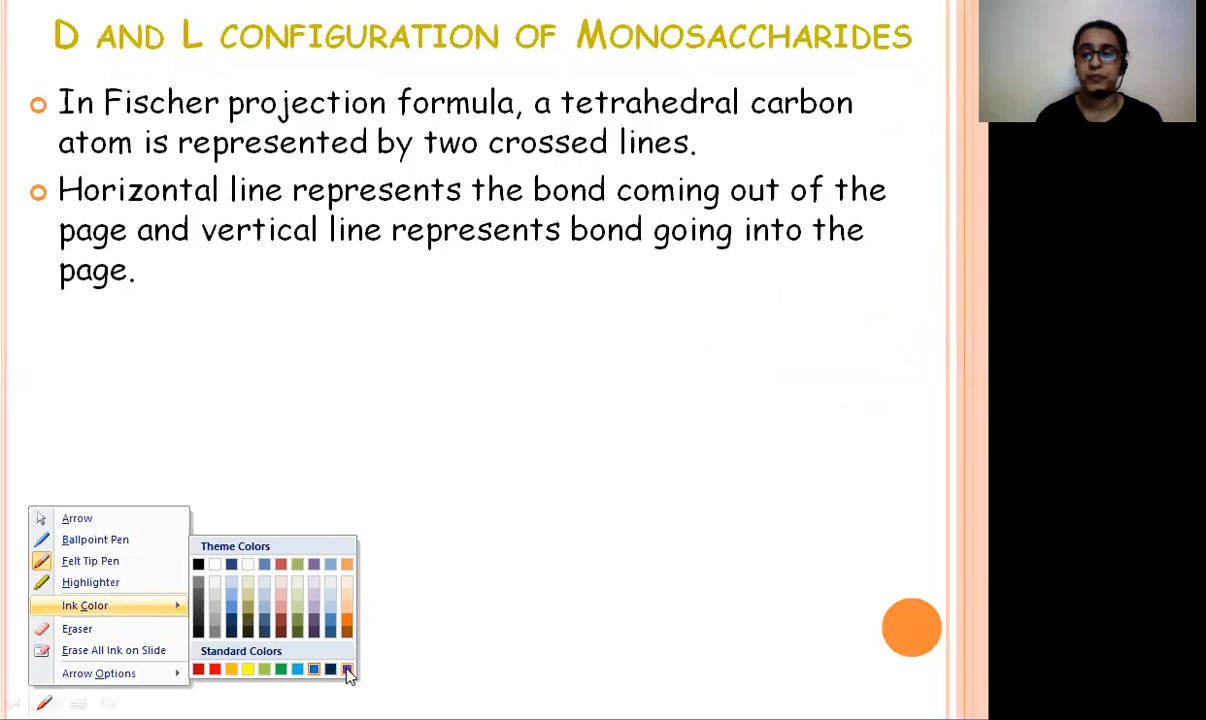 D AND L CONFIGURATION OF MONOSACCHARIDES
In Fischer projection formula, a tetrahedral carbon
atom is represented by two crossed lines.
Horizontal line represents the bond coming out of the
page and vertical line represents bond going into the
page.
Arrow
Ballpoint Pen
Felt Tip Pen
Highlighter
Ink Color
Eraser
Erase All Ink on Slide
Arrow Options
Theme Colors
Standard Colors